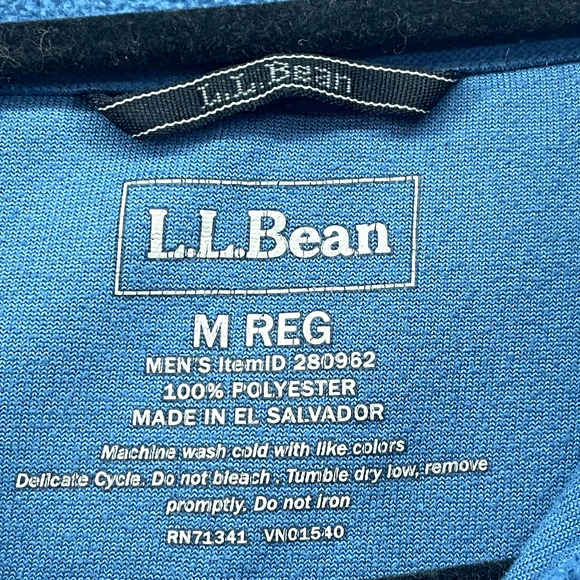 L.L.Bean
L.L.Bean
M REG
MEN'S ItemID 280962
100% POLYESTER
MADE IN EL SALVADOR
Machine wash cold with like colors
Delicate Cycle. Do not bleach . Tumble dry low, remove
promptly. Do not iron
RN71341 VN01540